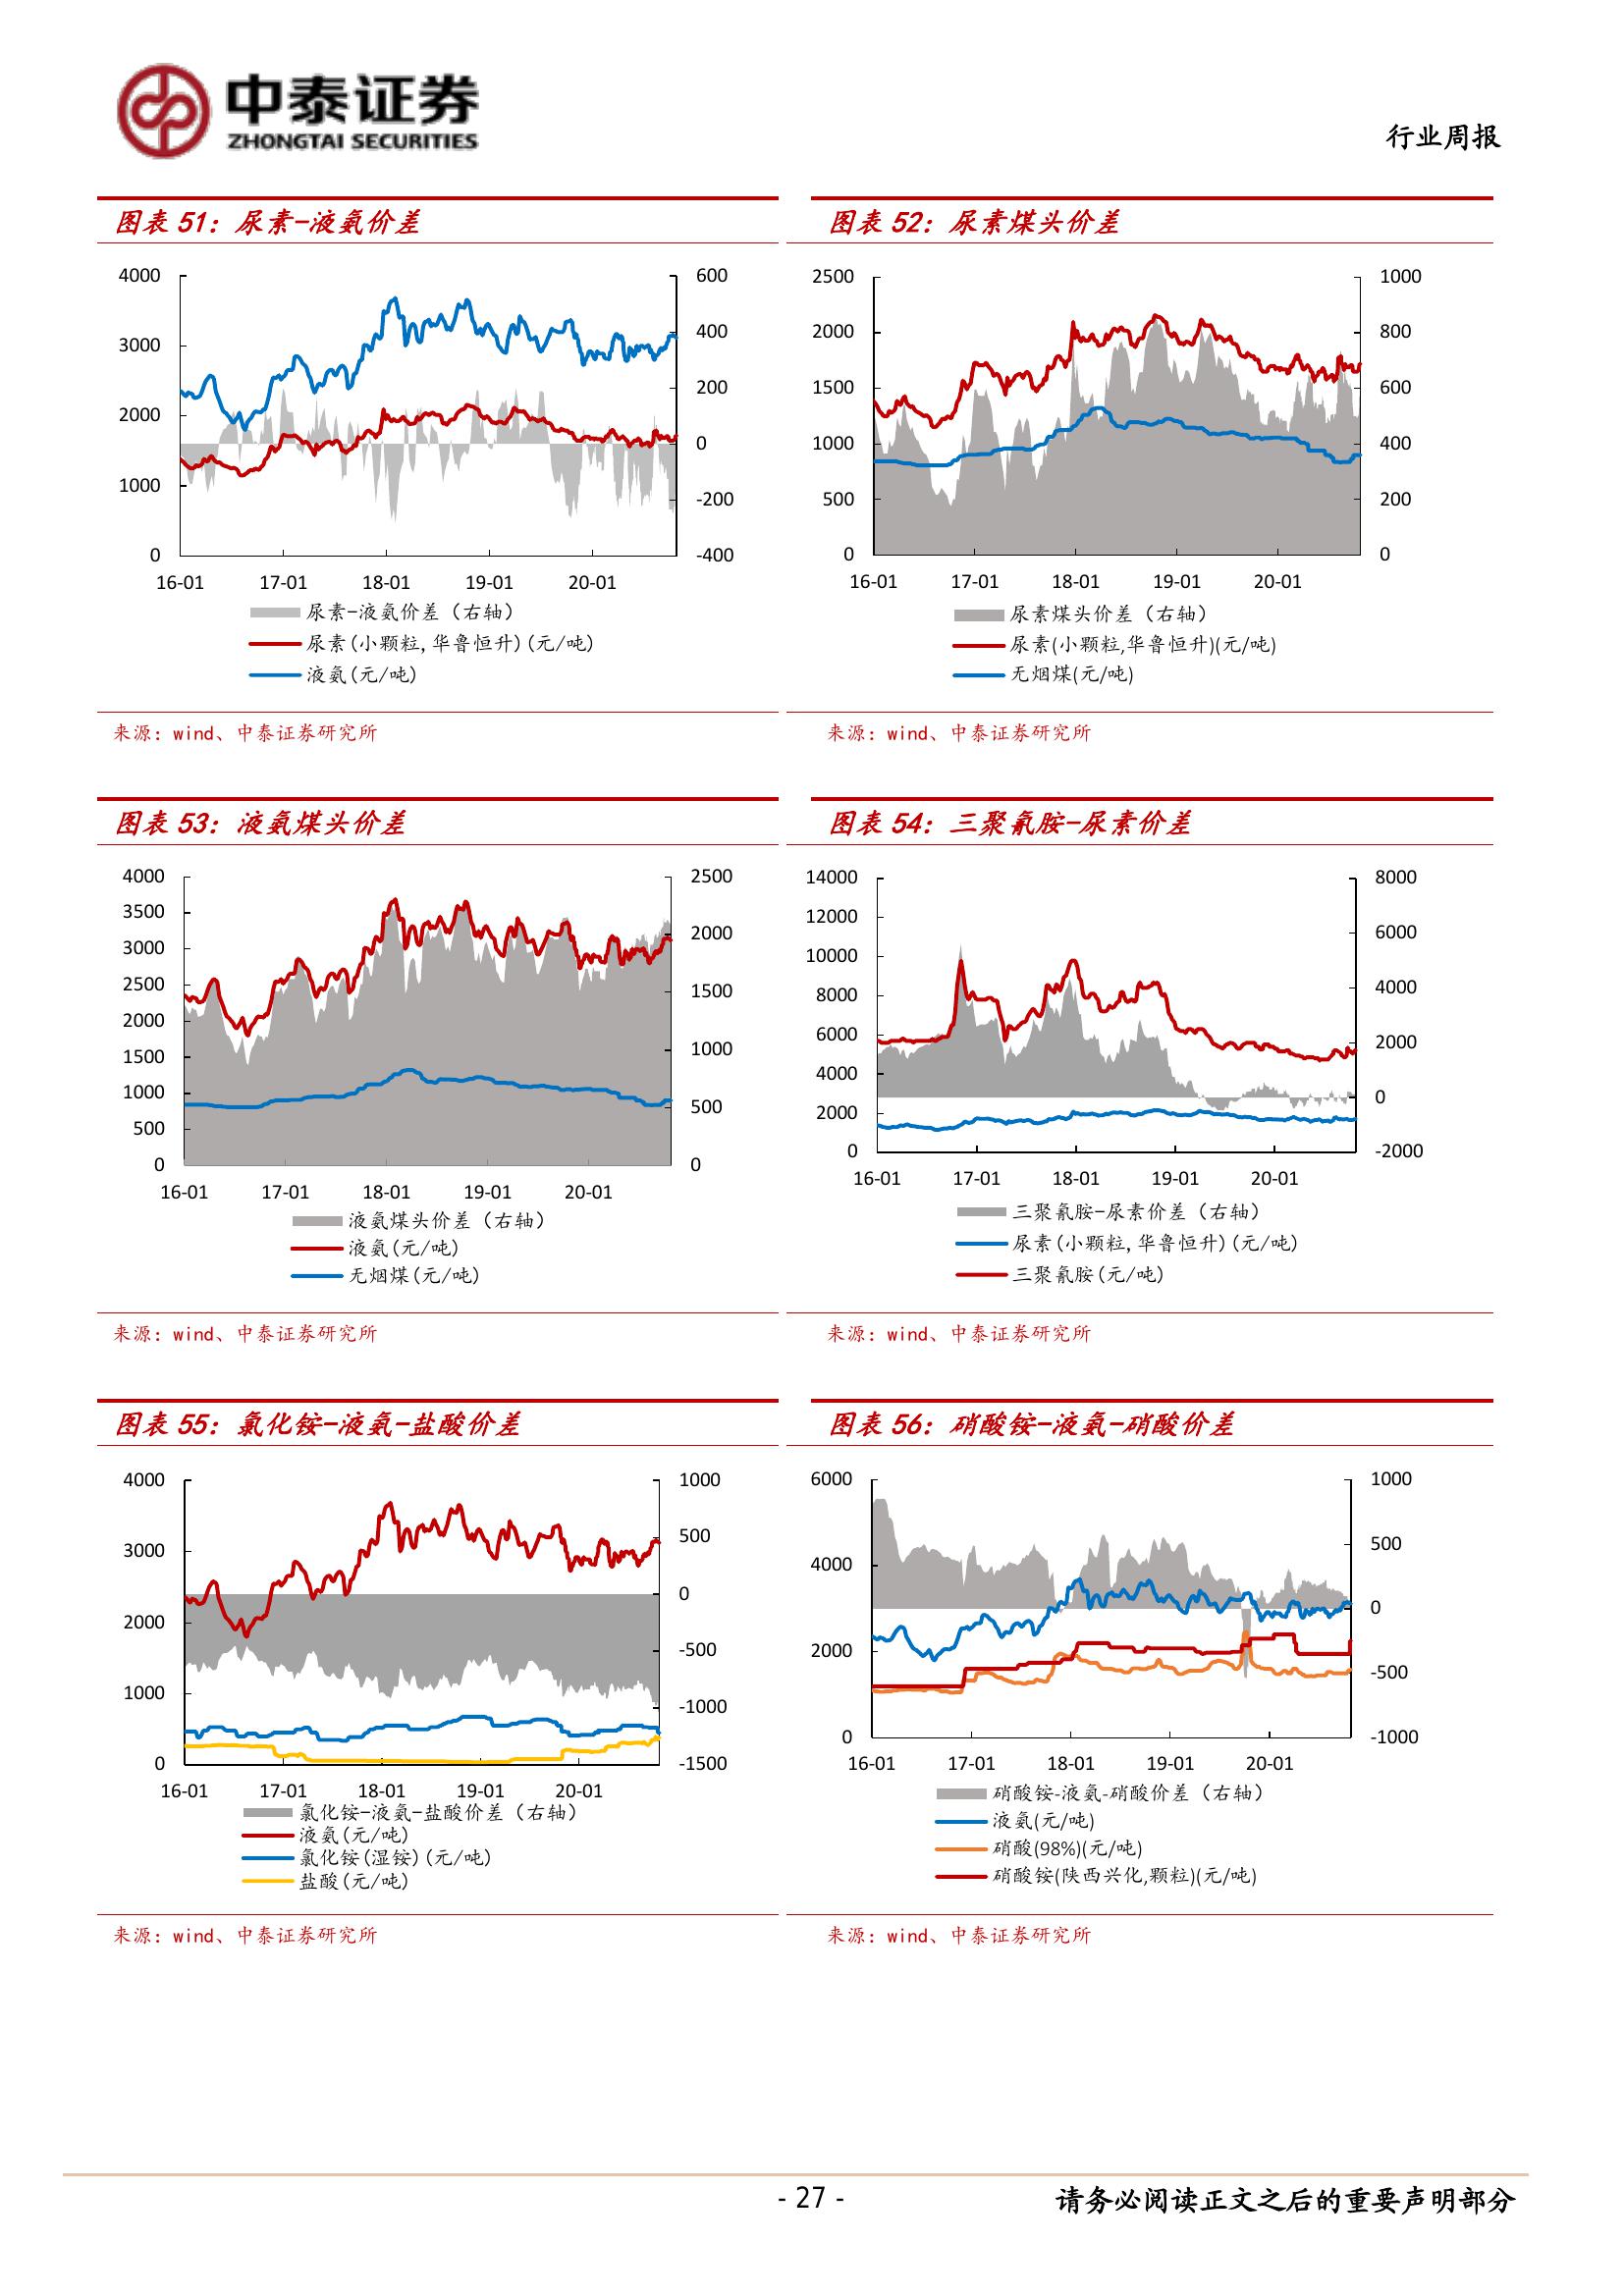 中泰证券
ZHONGTAI SECURITIES
行业周报
图表 51：尿素-液氨价差
4000
3000
2000
1000
0
600
400
200
0
-200
-400
16-01 17-01 18-01 19-01 20-01
尿素-液氨价差（右轴）
尿素(小颗粒,华鲁恒升)(元/吨)
液氨(元/吨)
来源：wind、中泰证券研究所
图表 52：尿素煤头价差
2500
2000
1500
1000
500
0
1000
800
600
400
200
0
16-01 17-01 18-01 19-01 20-01
尿素煤头价差（右轴）
尿素(小颗粒,华鲁恒升)(元/吨)
无烟煤(元/吨)
来源：wind、中泰证券研究所
图表 53：液氨煤头价差
4000
3500
3000
2500
2000
1500
1000
500
0
2500
2000
1500
1000
500
0
16-01 17-01 18-01 19-01 20-01
液氨煤头价差（右轴）
液氨(元/吨)
无烟煤(元/吨)
来源：wind、中泰证券研究所
图表 54：三聚氰胺-尿素价差
14000
12000
10000
8000
6000
4000
2000
0
8000
6000
4000
2000
0
-2000
16-01 17-01 18-01 19-01 20-01
三聚氰胺-尿素价差（右轴）
尿素(小颗粒,华鲁恒升)(元/吨)
三聚氰胺(元/吨)
来源：wind、中泰证券研究所
图表 55：氯化铵-液氨-盐酸价差
4000
3000
2000
1000
0
1000
500
0
-500
-1000
-1500
16-01 17-01 18-01 19-01 20-01
氯化铵-液氨-盐酸价差（右轴）
液氨(元/吨)
氯化铵(湿铵)(元/吨)
盐酸(元/吨)
来源：wind、中泰证券研究所
图表 56：硝酸铵-液氨-硝酸价差
6000
4000
2000
0
1000
500
0
-500
-1000
16-01 17-01 18-01 19-01 20-01
硝酸铵-液氨-硝酸价差（右轴）
液氨(元/吨)
硝酸(98%)(元/吨)
硝酸铵(陕西兴化,颗粒)(元/吨)
来源：wind、中泰证券研究所
- 27 -
请务必阅读正文之后的重要声明部分